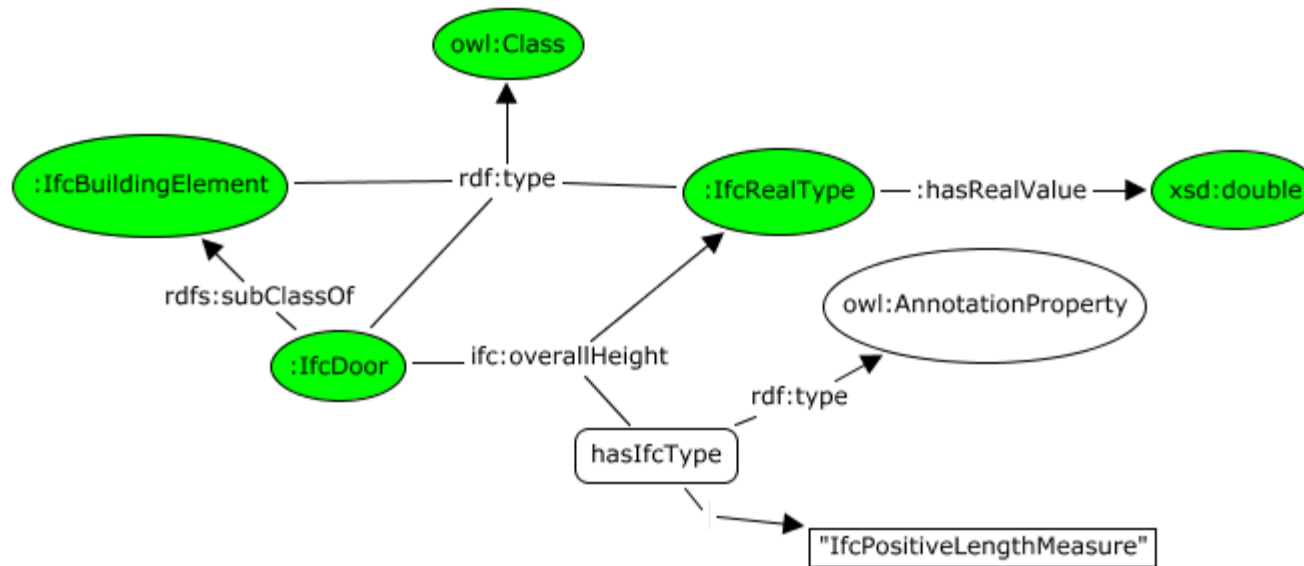 owl:Class
:IfcBuildingElement
rdf:type
:IfcRealType
:hasRealValue
xsd:double
rdfs:subClassOf
owl:AnnotationProperty
:IfcDoor
ifc:overallHeight
rdf:type
hasIfcType
"IfcPositiveLengthMeasure"